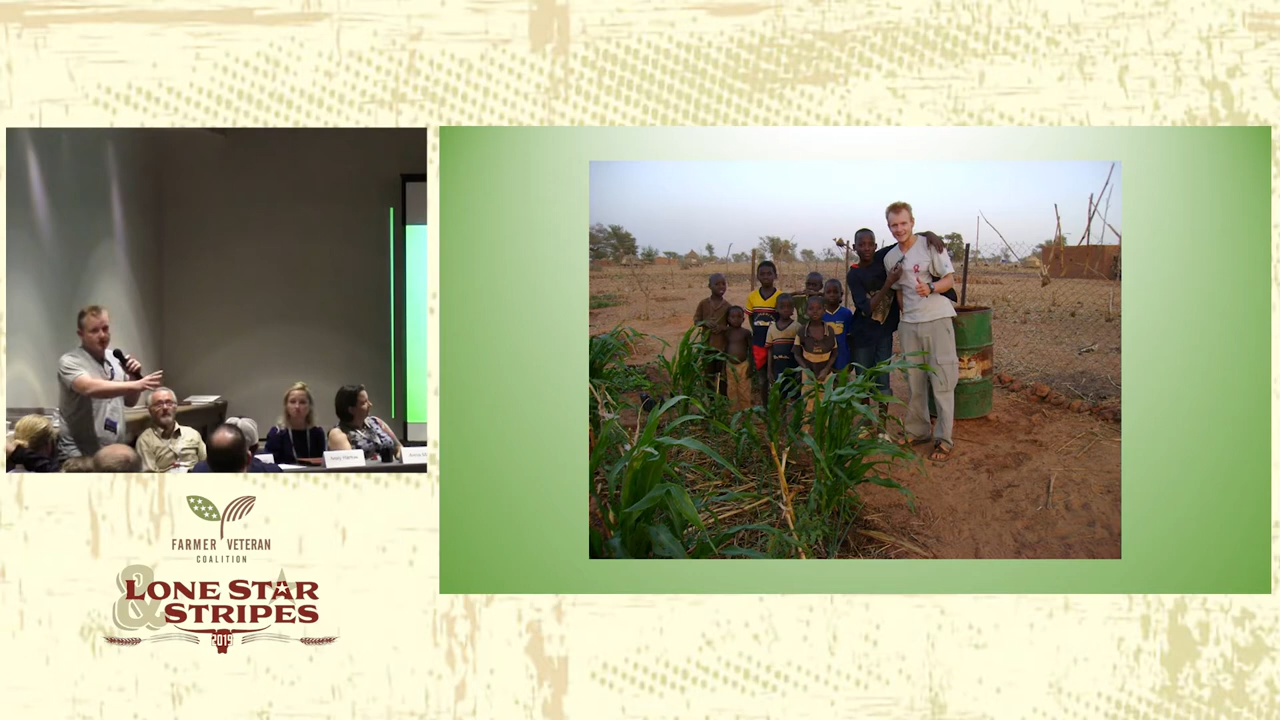 FARMER VETERAN
COALITION
&
LONE STAR
STRIPES
2019